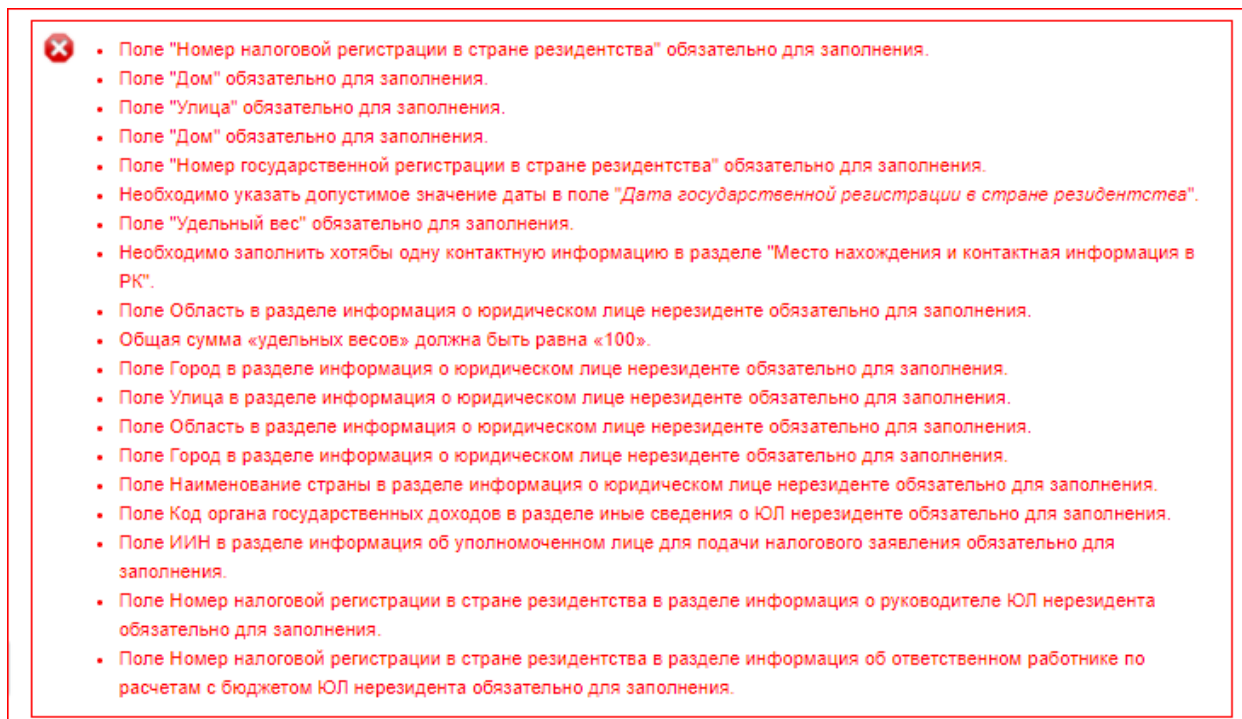 • Поле "Номер налоговой регистрации в стране резидентства" обязательно для заполнения.
• Поле "Дом" обязательно для заполнения.
• Поле "Улица" обязательно для заполнения.
• Поле "Дом" обязательно для заполнения.
• Поле "Номер государственной регистрации в стране резидентства" обязательно для заполнения.
• Необходимо указать допустимое значение даты в поле "Дата государственной регистрации в стране резидентства".
• Поле "Удельный вес" обязательно для заполнения.
• Необходимо заполнить хотябы одну контактную информацию в разделе "Место нахождения и контактная информация в
РК".
• Поле Область в разделе информация о юридическом лице нерезиденте обязательно для заполнения.
• Общая сумма «удельных весов» должна быть равна «100».
• Поле Город в разделе информация о юридическом лице нерезиденте обязательно для заполнения.
• Поле Улица в разделе информация о юридическом лице нерезиденте обязательно для заполнения.
• Поле Область в разделе информация о юридическом лице нерезиденте обязательно для заполнения.
• Поле Город в разделе информация о юридическом лице нерезиденте обязательно для заполнения.
• Поле Наименование страны в разделе информация о юридическом лице нерезиденте обязательно для заполнения.
• Поле Код органа государственных доходов в разделе иные сведения о ЮЛ нерезиденте обязательно для заполнения.
• Поле ИИН в разделе информация об уполномоченном лице для подачи налогового заявления обязательно для
заполнения.
• Поле Номер налоговой регистрации в стране резидентства в разделе информация о руководителе ЮЛ нерезидента
обязательно для заполнения.
• Поле Номер налоговой регистрации в стране резидентства в разделе информация об ответственном работнике по
расчетам с бюджетом ЮЛ нерезидента обязательно для заполнения.